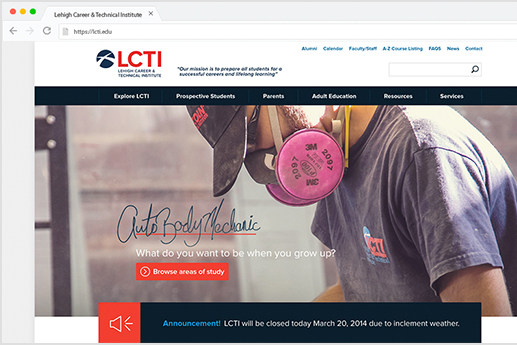 Lehigh Career & Technical Institute
https://lcti.edu
Alumni Calendar Faculty/Staff A-Z Course Listing FAQS News Contact
LCTI
LEHIGH CAREER &
TECHNICAL INSTITUTE
"Our mission is to prepare all students for a
successful careers and lifelong learning"
Explore LCTI Prospective Students Parents Adult Education Resources Services
3M
2097
3M
2097
LCTI
Auto Body Mechanic
What do you want to be when you grow up?
Browse areas of study
Announcement! LCTI will be closed today March 20, 2014 due to inclement weather.